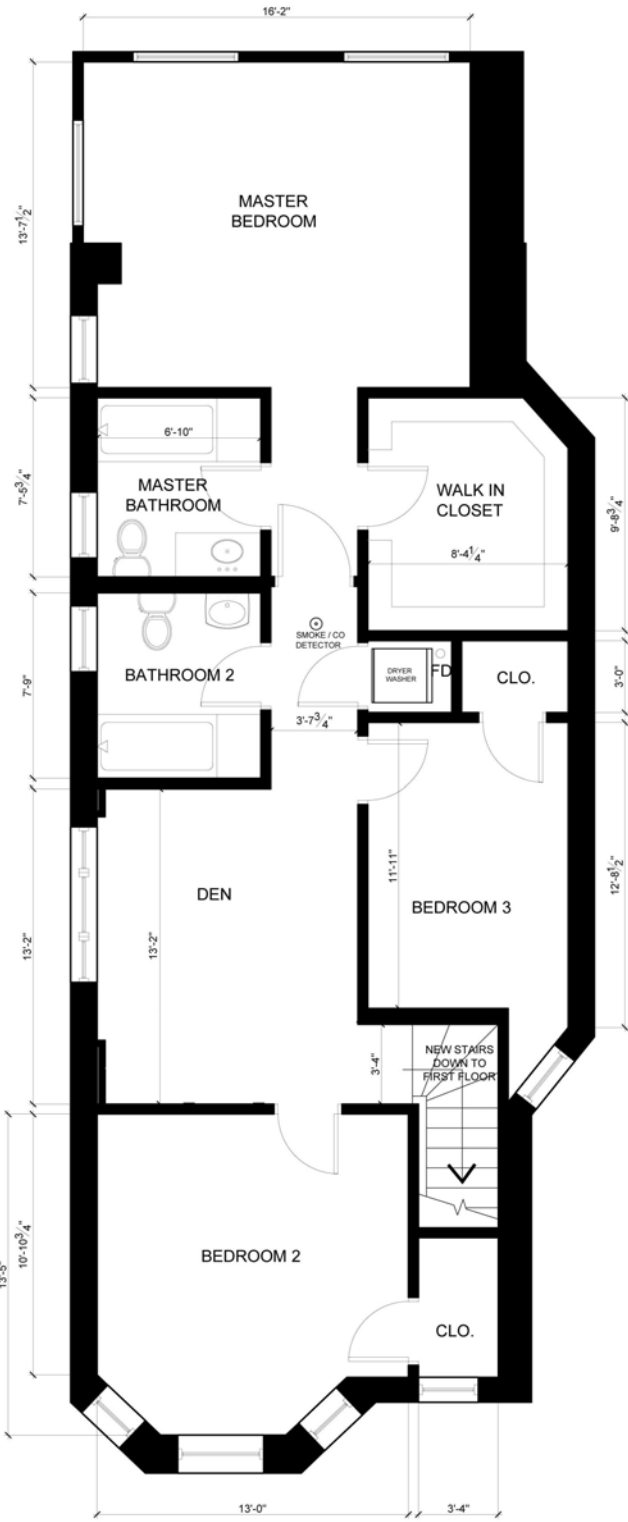 16'-2"
MASTER
BEDROOM
13'-7 1/2"
6'-10"
MASTER
BATHROOM
7'-5 3/4"
WALK IN
CLOSET
8'-4 1/4"
9'-8 3/4"
SMOKE / CO
DETECTOR
DRYER
WASHER
FD
CLO.
3'-0"
BATHROOM 2
7'-9"
3'-7 3/4"
DEN
13'-2"
13'-2"
11'-11"
BEDROOM 3
12'-8 1/2"
3'-4"
NEW STAIRS
DOWN TO
FIRST FLOOR
BEDROOM 2
10'-10 3/4"
13'-5"
CLO.
13'-0"
3'-4"